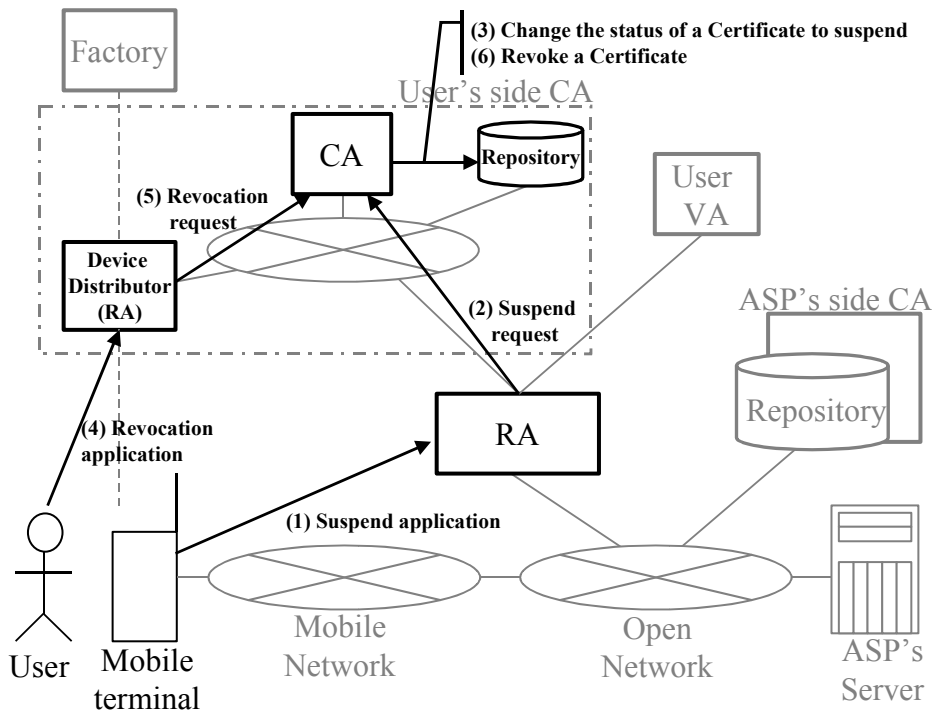 (3) Change the status of a Certificate to suspend
(6) Revoke a Certificate
Factory
User's side CA
CA
Repository
(5) Revocation
request
User
VA
Device
Distributor
(RA)
(2) Suspend
request
ASP's side CA
Repository
RA
(4) Revocation
application
(1) Suspend application
User
Mobile
terminal
Mobile
Network
Open
Network
ASP's
Server